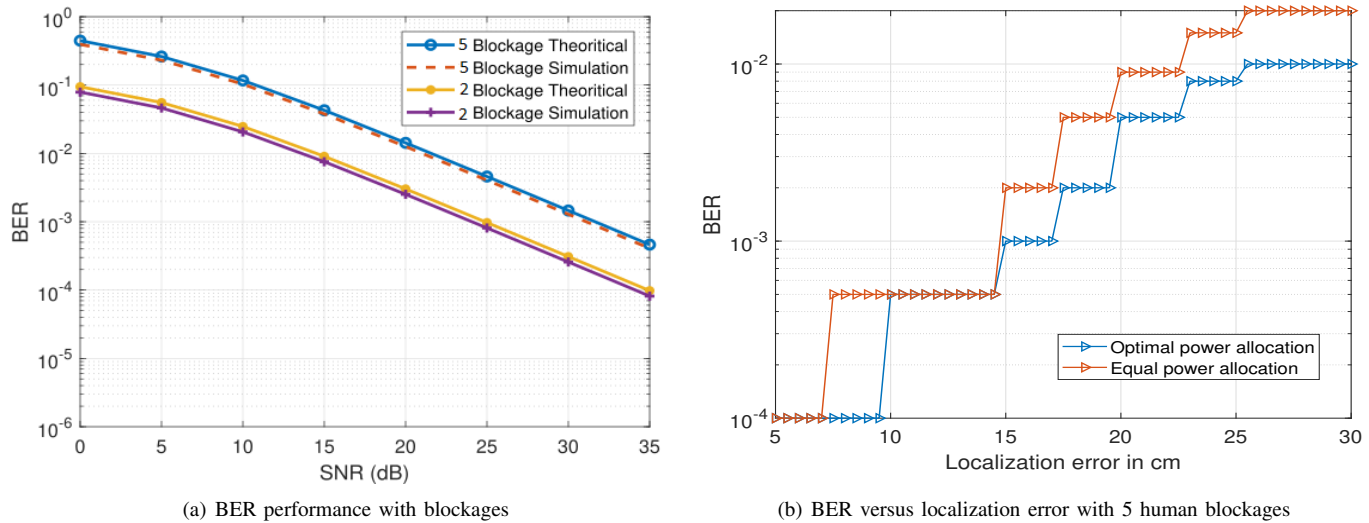 10^0
10^-1
10^-2
10^-3
10^-4
10^-5
10^-6
BER
0 5 10 15 20 25 30 35
SNR (dB)
5 Blockage Theoritical
5 Blockage Simulation
2 Blockage Theoritical
2 Blockage Simulation
(a) BER performance with blockages
10^-2
10^-3
10^-4
BER
5 10 15 20 25 30
Localization error in cm
Optimal power allocation
Equal power allocation
(b) BER versus localization error with 5 human blockages